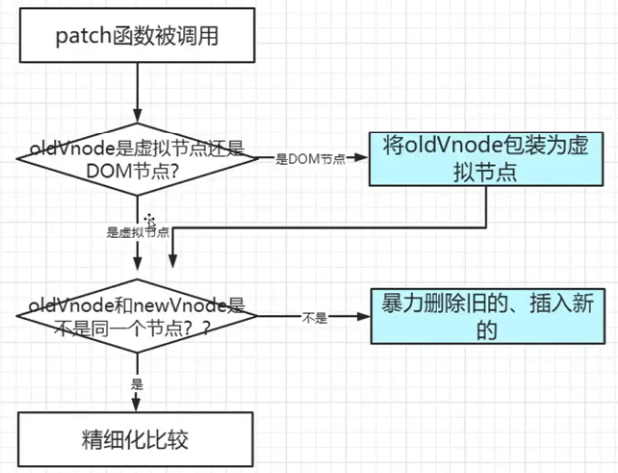 patch函数被调用
oldVnode是虚拟节点还是
DOM节点?
是DOM节点
将oldVnode包装为虚
拟节点
是虚拟节点
oldVnode和newVnode是
不是同一个节点? ?
不是
暴力删除旧的、插入新
的
是
精细化比较